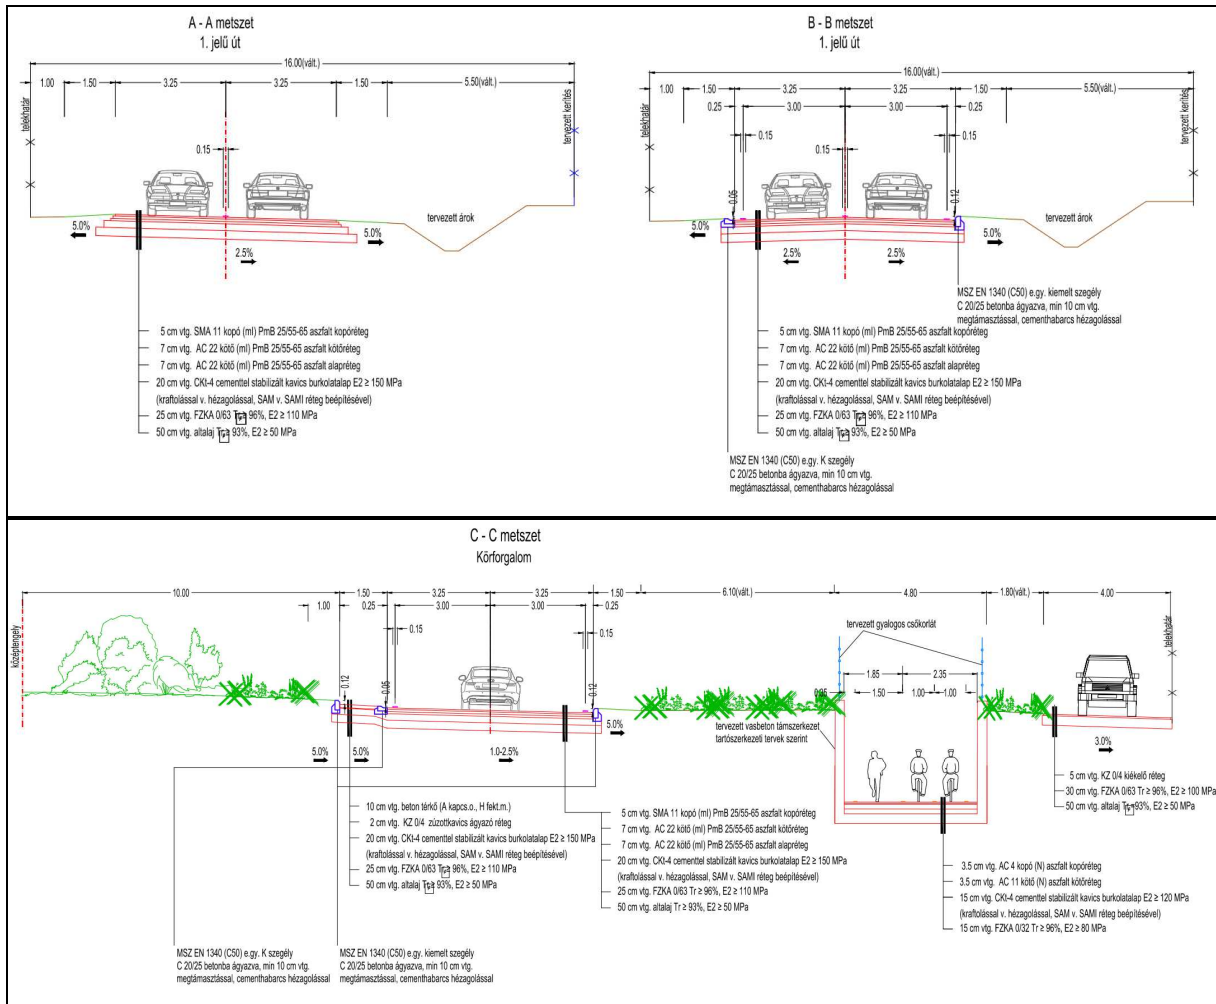 A - A metszet
1. jelű út
16.00(vált.)
1.00 1.50 3.25 3.25 1.50 5.50(vált.)
telekhatár
tervezett kerítés
0.15
tervezett árok
5.0%
5.0%
2.5%
5 cm vtg. SMA 11 kopó (ml) PmB 25/55-65 aszfalt kopóréteg
7 cm vtg. AC 22 kötő (ml) PmB 25/55-65 aszfalt kötőréteg
7 cm vtg. AC 22 kötő (ml) PmB 25/55-65 aszfalt alapréteg
20 cm vtg. CKt-4 cementtel stabilizált kavics burkolatalap E2 ≥ 150 MPa
(kraftolással v. hézagolással, SAM v. SAMI réteg beépítésével)
25 cm vtg. FZKA 0/63 Tr ≥ 96%, E2 ≥ 110 MPa
50 cm vtg. altalaj Tr ≥ 93%, E2 ≥ 50 MPa
B - B metszet
1. jelű út
16.00(vált.)
1.00 1.50 3.25 3.25 1.50 5.50(vált.)
0.25 3.00 3.00 0.25
telekhatár
tervezett kerítés
0.15 0.15 0.15
0.05
0.12
tervezett árok
5.0%
5.0%
2.5% 2.5%
MSZ EN 1340 (C50) e.gy. kiemelt szegély
C 20/25 betonba ágyazva, min 10 cm vtg.
megtámasztással, cementhabarcs hézagolással
5 cm vtg. SMA 11 kopó (ml) PmB 25/55-65 aszfalt kopóréteg
7 cm vtg. AC 22 kötő (ml) PmB 25/55-65 aszfalt kötőréteg
7 cm vtg. AC 22 kötő (ml) PmB 25/55-65 aszfalt alapréteg
20 cm vtg. CKt-4 cementtel stabilizált kavics burkolatalap E2 ≥ 150 MPa
(kraftolással v. hézagolással, SAM v. SAMI réteg beépítésével)
25 cm vtg. FZKA 0/63 Tr ≥ 96%, E2 ≥ 110 MPa
50 cm vtg. altalaj Tr ≥ 93%, E2 ≥ 50 MPa
MSZ EN 1340 (C50) e.gy. K szegély
C 20/25 betonba ágyazva, min 10 cm vtg.
megtámasztással, cementhabarcs hézagolással
C - C metszet
Körforgalom
10.00 1.50 3.25 3.25 1.50 6.10(vált.) 4.80 1.80(vált.) 4.00
1.00 0.25 3.00 3.00 0.25
0.15 0.15
középtengely
telekhatár
tervezett gyalogos csőkorlát
0.12
0.05
0.12
1.85 2.35
0.25 1.50 1.00 1.00
5.0%
tervezett vasbeton támszerkezet
tartószerkezeti tervek szerint
5.0% 5.0% 1.0-2.5%
3.0%
5 cm vtg. KZ 0/4 kiékelő réteg
30 cm vtg. FZKA 0/63 Tr ≥ 96%, E2 ≥ 100 MPa
50 cm vtg. altalaj Tr ≥ 93%, E2 ≥ 50 MPa
10 cm vtg. beton térkő (A kapcs.o., H fekt.m.)
2 cm vtg. KZ 0/4 zúzottkavics ágyazó réteg
20 cm vtg. CKt-4 cementtel stabilizált kavics burkolatalap E2 ≥ 150 MPa
(kraftolással v. hézagolással, SAM v. SAMI réteg beépítésével)
25 cm vtg. FZKA 0/63 Tr ≥ 96%, E2 ≥ 110 MPa
50 cm vtg. altalaj Tr ≥ 93%, E2 ≥ 50 MPa
5 cm vtg. SMA 11 kopó (ml) PmB 25/55-65 aszfalt kopóréteg
7 cm vtg. AC 22 kötő (ml) PmB 25/55-65 aszfalt kötőréteg
7 cm vtg. AC 22 kötő (ml) PmB 25/55-65 aszfalt alapréteg
20 cm vtg. CKt-4 cementtel stabilizált kavics burkolatalap E2 ≥ 150 MPa
(kraftolással v. hézagolással, SAM v. SAMI réteg beépítésével)
25 cm vtg. FZKA 0/63 Tr ≥ 96%, E2 ≥ 110 MPa
50 cm vtg. altalaj Tr ≥ 93%, E2 ≥ 50 MPa
3.5 cm vtg. AC 4 kopó (N) aszfalt kopóréteg
3.5 cm vtg. AC 11 kötő (N) aszfalt kötőréteg
15 cm vtg. CKt-4 cementtel stabilizált kavics burkolatalap E2 ≥ 120 MPa
(kraftolással v. hézagolással, SAM v. SAMI réteg beépítésével)
15 cm vtg. FZKA 0/32 Tr ≥ 96%, E2 ≥ 80 MPa
MSZ EN 1340 (C50) e.gy. K szegély
C 20/25 betonba ágyazva, min 10 cm vtg.
megtámasztással, cementhabarcs hézagolással
MSZ EN 1340 (C50) e.gy. kiemelt szegély
C 20/25 betonba ágyazva, min 10 cm vtg.
megtámasztással, cementhabarcs hézagolással